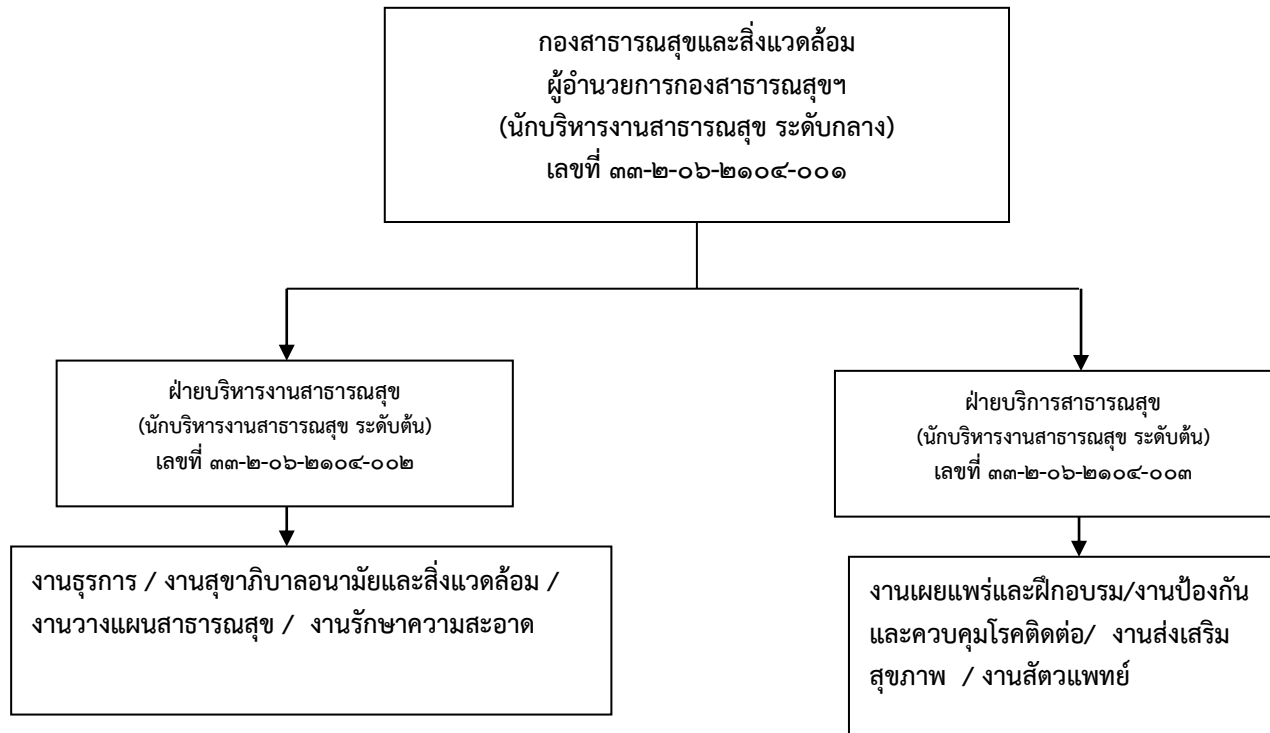 กองสาธารณสุขและสิ่งแวดล้อม
ผู้อำนวยการกองสาธารณสุขฯ
(นักบริหารงานสาธารณสุข ระดับกลาง)
เลขที่ ๓๓-๒-๐๖-๒๑๐๔-๐๐๑
ฝ่ายบริหารงานสาธารณสุข
(นักบริหารงานสาธารณสุข ระดับต้น)
เลขที่ ๓๓-๒-๐๖-๒๑๐๔-๐๐๒
งานธุรการ / งานสุขาภิบาลอนามัยและสิ่งแวดล้อม /
งานวางแผนสาธารณสุข / งานรักษาความสะอาด
ฝ่ายบริการสาธารณสุข
(นักบริหารงานสาธารณสุข ระดับต้น)
เลขที่ ๓๓-๒-๐๖-๒๑๐๔-๐๐๓
งานเผยแพร่และฝึกอบรม/งานป้องกัน
และควบคุมโรคติดต่อ/ งานส่งเสริม
สุขภาพ / งานสัตวแพทย์